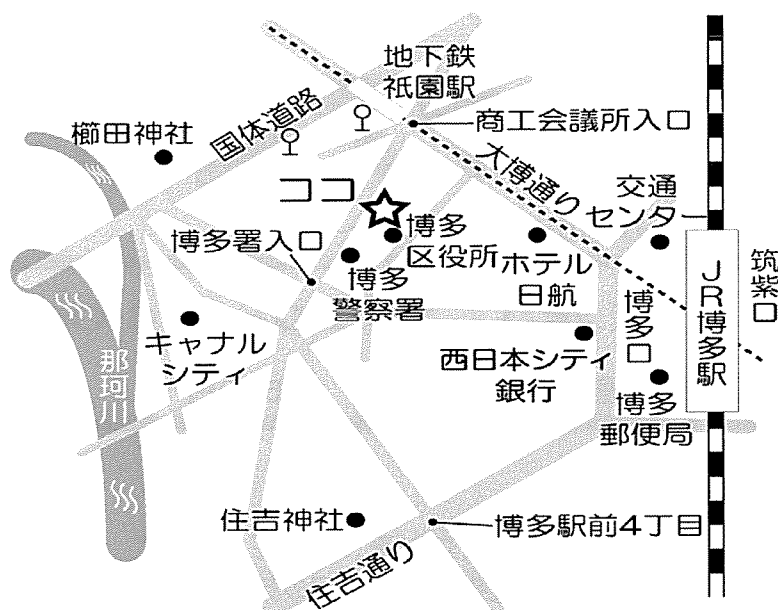 地下鉄
祇園駅
国体道路
櫛田神社
商工会議所入口
大博通り
交通
センター
ココ
博多
区役所
博多署入口
博多
警察署
ホテル
日航
JR博多駅
筑紫口
博多口
キャナル
シティ
那珂川
西日本シティ
銀行
博多
郵便局
住吉神社
博多駅前4丁目
住吉通り